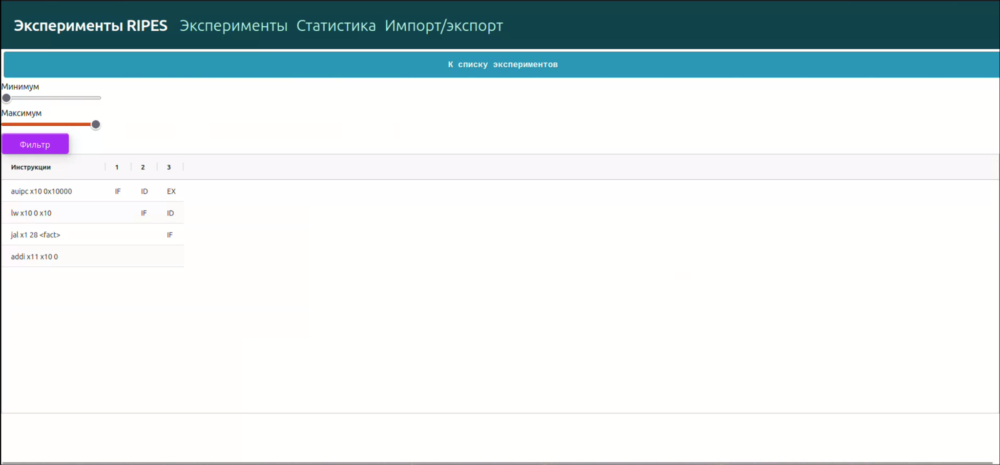 Эксперименты RIPES Эксперименты Статистика Импорт/экспорт
К списку экспериментов
Минимум
Максимум
Фильтр
Инструкции 1 2 3
auipc x10 0x10000 IF ID EX
lw x10 0 x10 IF ID
jal x1 28 <fact> IF
addi x11 x10 0